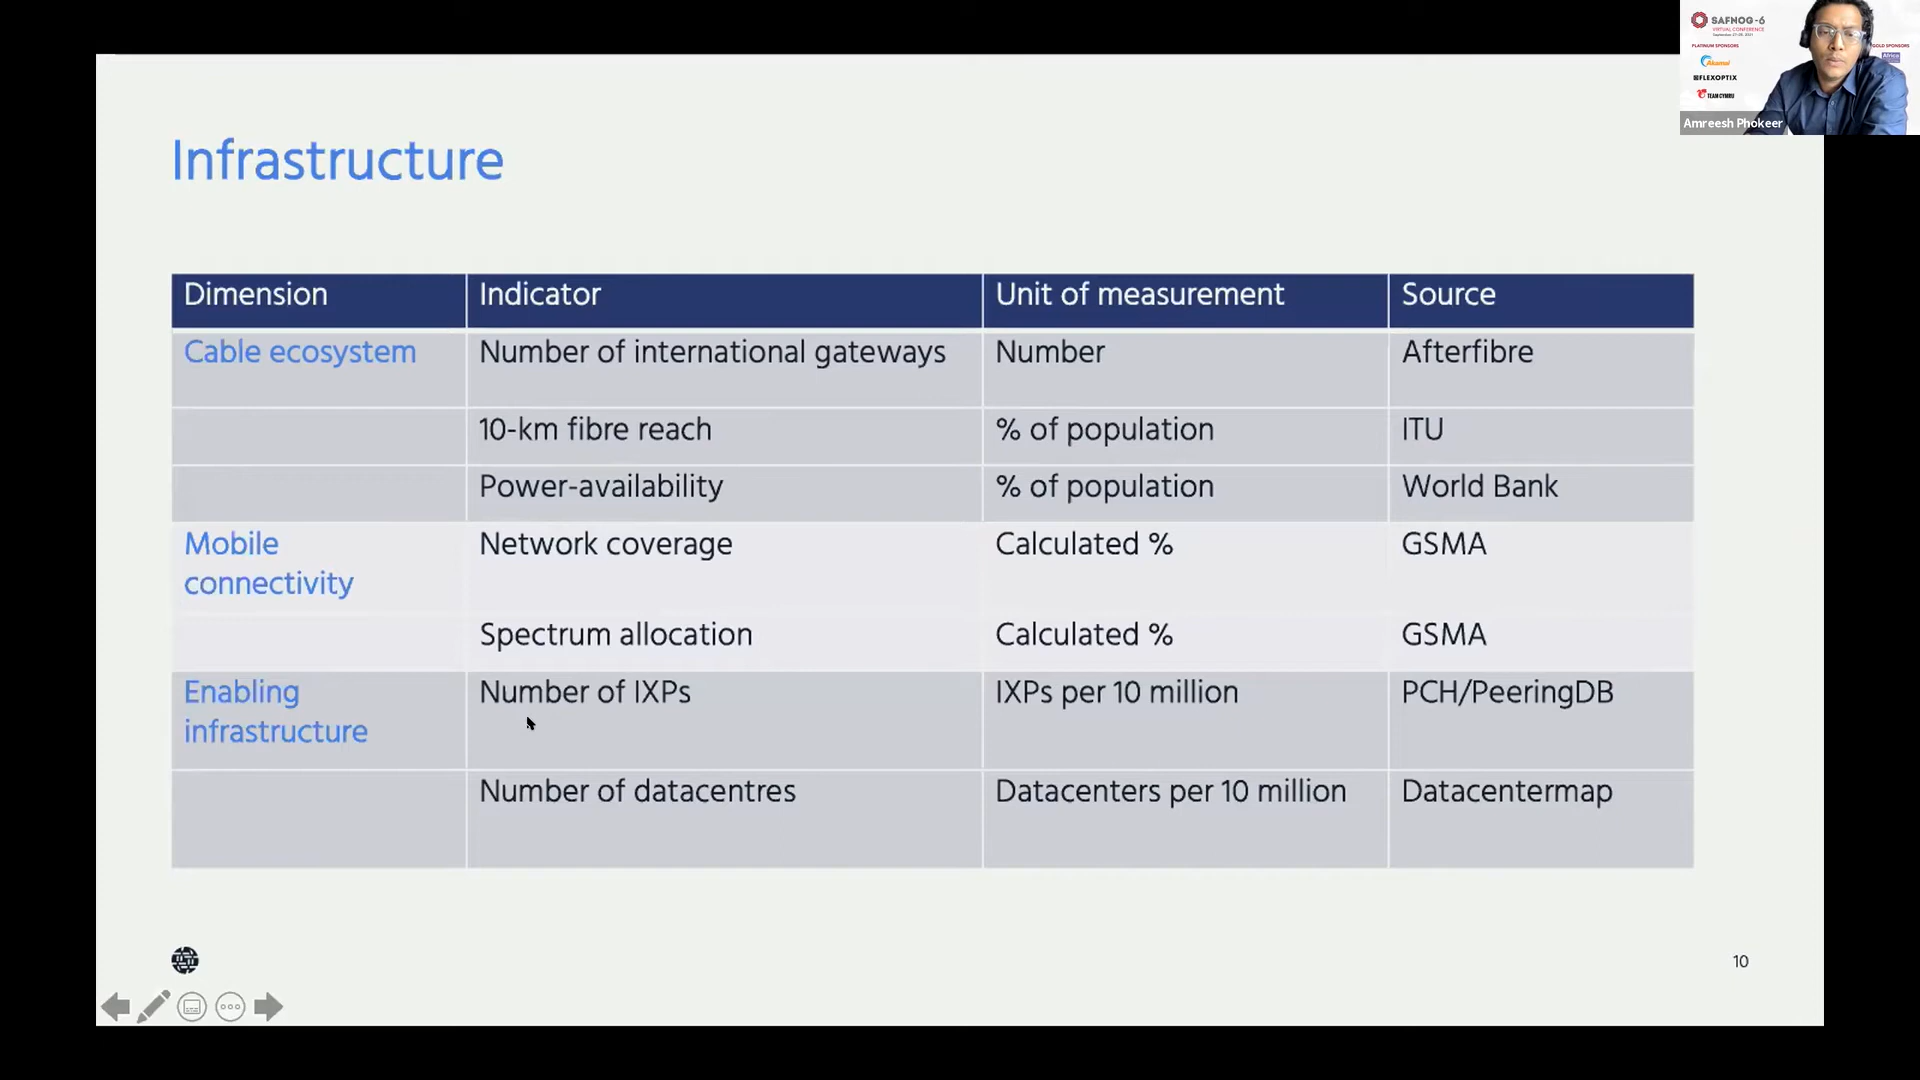 SAFNOG-6
VIRTUAL CONFERENCE
PLATINUM SPONSORS
GOLD SPONSORS
Akamai
FLEXOPTIX
TEAM CYMRU
Amreesh Phokeer
Infrastructure
Dimension Indicator Unit of measurement Source
Cable ecosystem Number of international gateways Number Afterfibre
10-km fibre reach % of population ITU
Power-availability % of population World Bank
Mobile Network coverage Calculated % GSMA
connectivity
Spectrum allocation Calculated % GSMA
Enabling Number of IXPs IXPs per 10 million PCH/PeeringDB
infrastructure
Number of datacentres Datacenters per 10 million Datacentermap
10